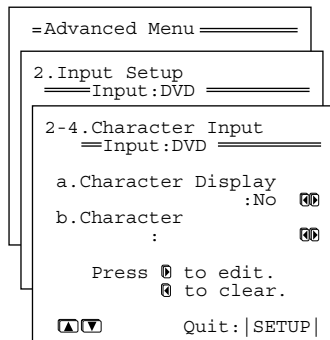 =Advanced Menu
2.Input Setup
Input:DVD
2-4.Character Input
Input:DVD
a.Character Display
:No
b.Character
:
Press to edit.
to clear.
Quit:|SETUP|